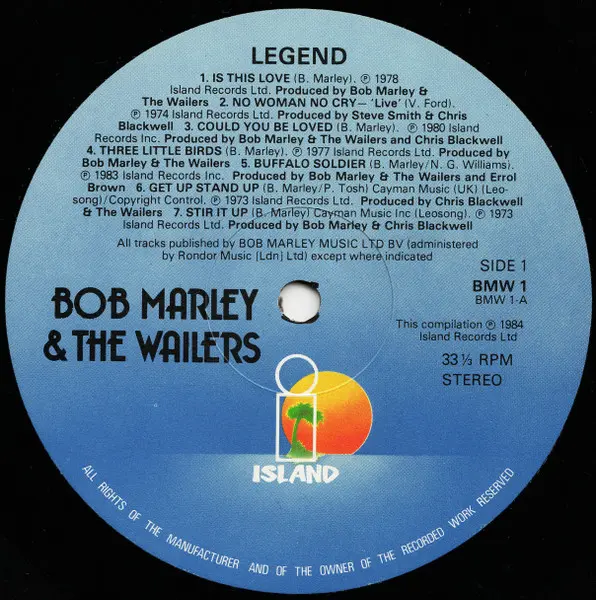 LEGEND
1. IS THIS LOVE (B. Marley). ℗ 1978
Island Records Ltd. Produced by Bob Marley &
The Wailers 2. NO WOMAN NO CRY— 'Live' (V. Ford).
℗ 1974 Island Records Ltd. Produced by Steve Smith & Chris
Blackwell 3. COULD YOU BE LOVED (B. Marley). ℗ 1980 Island
Records Inc. Produced by Bob Marley & The Wailers and Chris Blackwell
4. THREE LITTLE BIRDS (B. Marley). ℗ 1977 Island Records Ltd. Produced by
Bob Marley & The Wailers 5. BUFFALO SOLDIER (B. Marley/N. G. Williams).
℗ 1983 Island Records Inc. Produced by Bob Marley & The Wailers and Errol
Brown 6. GET UP STAND UP (B. Marley/P. Tosh) Cayman Music (UK) (Leo-
song)/Copyright Control. ℗ 1973 Island Records Ltd. Produced by Chris Blackwell
& The Wailers 7. STIR IT UP (B. Marley) Cayman Music Inc (Leosong). ℗ 1973
Island Records Ltd. Produced by Bob Marley & Chris Blackwell
All tracks published by BOB MARLEY MUSIC LTD BV (administered
by Rondor Music [Ldn] Ltd) except where indicated
SIDE 1
BMW 1
BMW 1-A
BOB MARLEY
& THE WAILERS
This compilation ℗ 1984
Island Records Ltd
33⅓ RPM
STEREO
i
ISLAND
ALL RIGHTS OF THE MANUFACTURER AND OF THE OWNER OF THE RECORDED WORK RESERVED